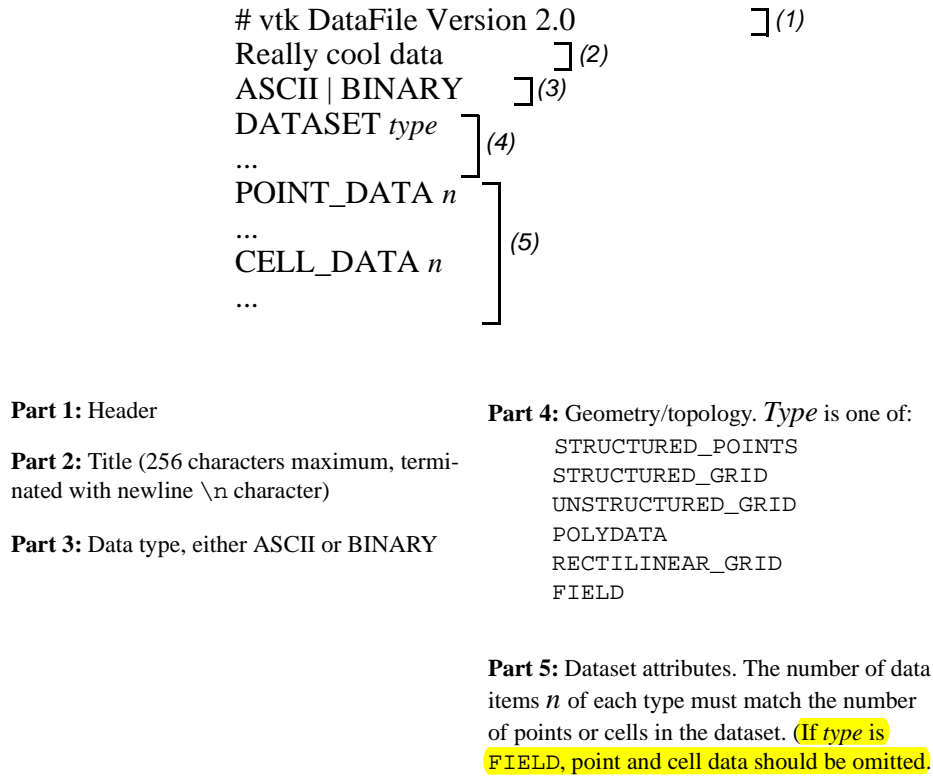 # vtk DataFile Version 2.0 (1)
Really cool data (2)
ASCII | BINARY (3)
DATASET type
(4)
...
POINT_DATA n
...
(5)
CELL_DATA n
...
Part 1: Header
Part 2: Title (256 characters maximum, termi-
nated with newline \n character)
Part 3: Data type, either ASCII or BINARY
Part 4: Geometry/topology. Type is one of:
STRUCTURED_POINTS
STRUCTURED_GRID
UNSTRUCTURED_GRID
POLYDATA
RECTILINEAR_GRID
FIELD
Part 5: Dataset attributes. The number of data
items n of each type must match the number
of points or cells in the dataset. (If type is
FIELD, point and cell data should be omitted.